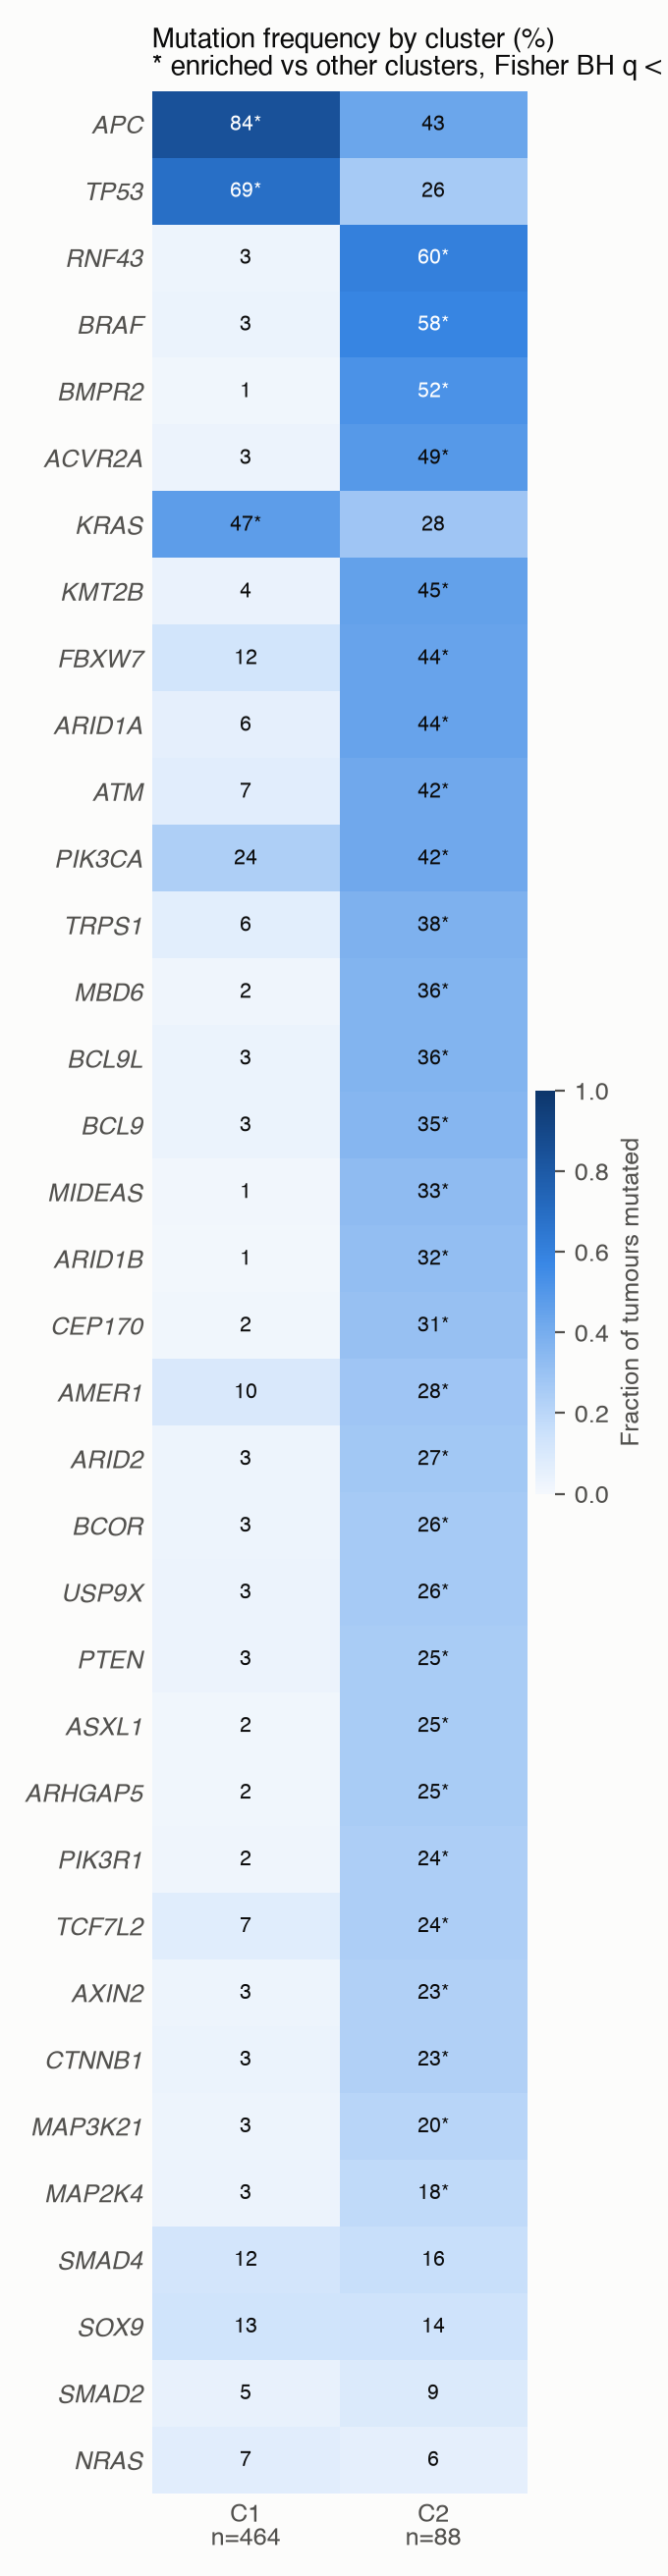 Mutation frequency by cluster (%)
* enriched vs other clusters, Fisher BH q <
APC 84* 43
TP53 69* 26
RNF43 3 60*
BRAF 3 58*
BMPR2 1 52*
ACVR2A 3 49*
KRAS 47* 28
KMT2B 4 45*
FBXW7 12 44*
ARID1A 6 44*
ATM 7 42*
PIK3CA 24 42*
TRPS1 6 38*
MBD6 2 36*
BCL9L 3 36*
BCL9 3 35*
MIDEAS 1 33*
ARID1B 1 32*
CEP170 2 31*
AMER1 10 28*
ARID2 3 27*
BCOR 3 26*
USP9X 3 26*
PTEN 3 25*
ASXL1 2 25*
ARHGAP5 2 25*
PIK3R1 2 24*
TCF7L2 7 24*
AXIN2 3 23*
CTNNB1 3 23*
MAP3K21 3 20*
MAP2K4 3 18*
SMAD4 12 16
SOX9 13 14
SMAD2 5 9
NRAS 7 6
C1 C2
n=464 n=88
1.0
0.8
0.6
0.4
0.2
0.0
Fraction of tumours mutated